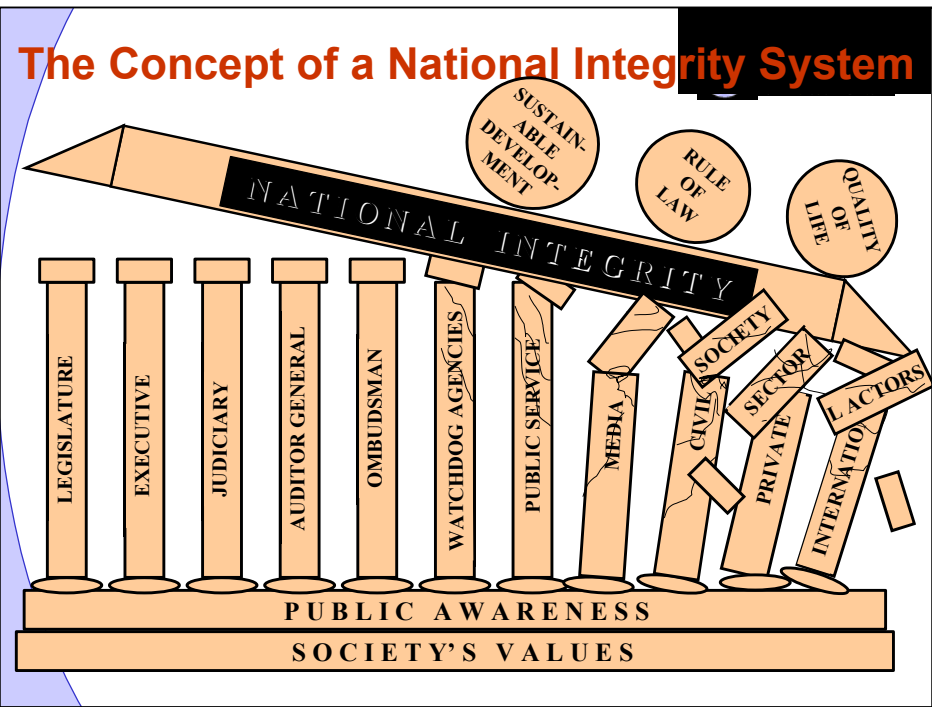 The Concept of a National Integrity System
SUSTAIN-
ABLE
DEVELOP-
MENT
RULE
OF
LAW
QUALITY
OF
LIFE
NATIONAL INTEGRITY
LEGISLATURE
EXECUTIVE
JUDICIARY
AUDITOR GENERAL
OMBUDSMAN
WATCHDOG AGENCIES
PUBLIC SERVICE
MEDIA
CIVIL
SOCIETY
PRIVATE
SECTOR
INTERNATIO
L ACTORS
PUBLIC AWARENESS
SOCIETY'S VALUES